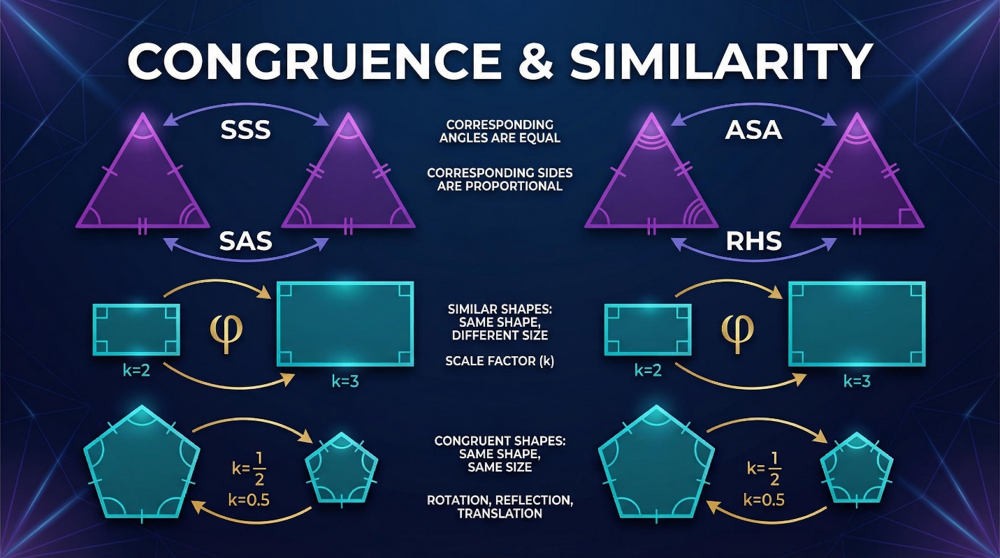 CONGRUENCE & SIMILARITY
SSS
SAS
CORRESPONDING
ANGLES ARE EQUAL
CORRESPONDING SIDES
ARE PROPORTIONAL
ASA
RHS
φ
k=2
k=3
SIMILAR SHAPES:
SAME SHAPE,
DIFFERENT SIZE
SCALE FACTOR (k)
φ
k=2
k=3
k=1/2
k=0.5
CONGRUENT SHAPES:
SAME SHAPE,
SAME SIZE
ROTATION, REFLECTION,
TRANSLATION
k=1/2
k=0.5